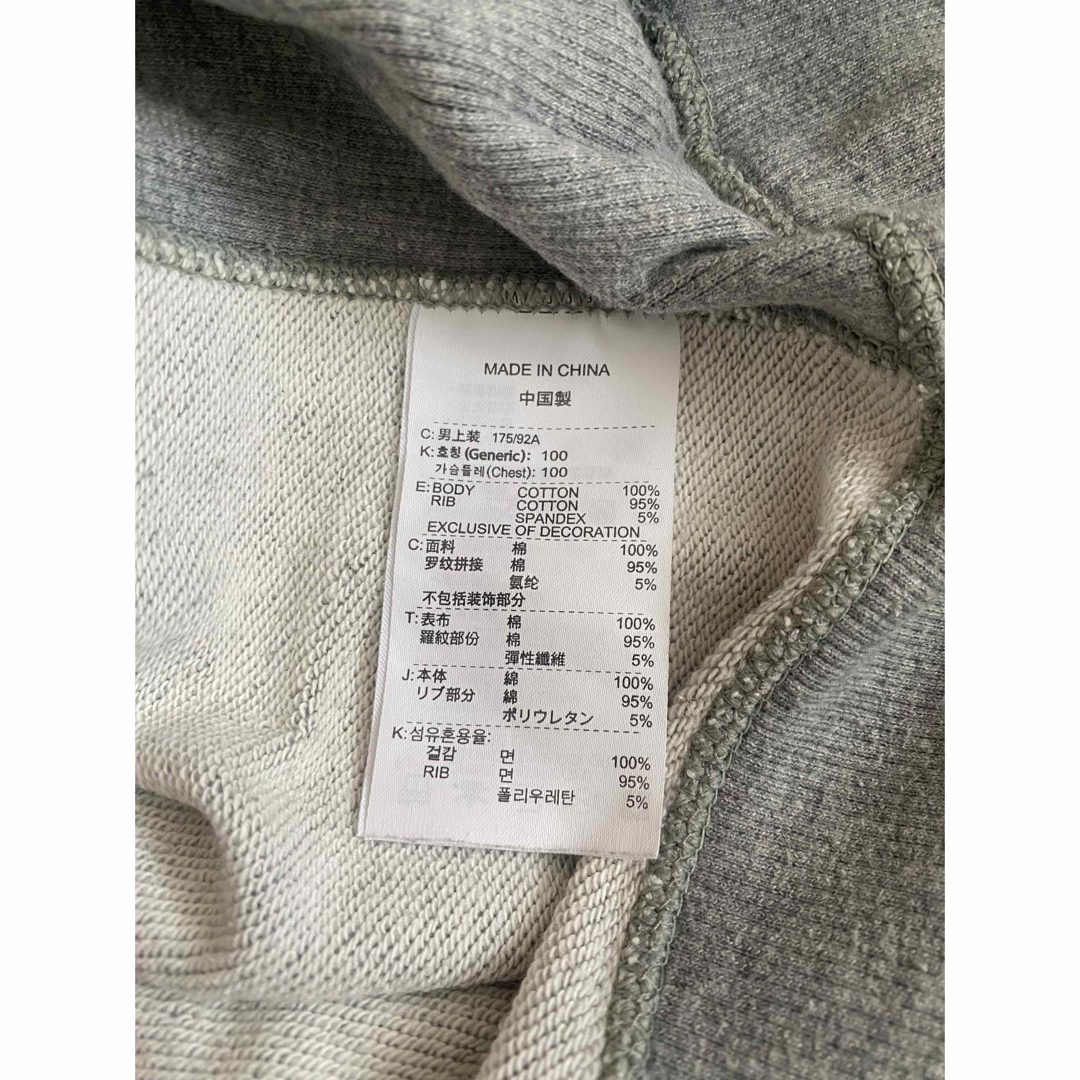 MADE IN CHINA
中国製
C: 男上装 175/92A
K: 호칭 (Generic): 100
가슴둘레(Chest): 100
E: BODY COTTON 100%
RIB COTTON 95%
SPANDEX 5%
EXCLUSIVE OF DECORATION
C: 面料 棉 100%
罗纹拼接 棉 95%
氨纶 5%
不包括装饰部分
T: 表布 棉 100%
羅紋部份 棉 95%
彈性纖維 5%
J: 本体 綿 100%
リブ部分 綿 95%
ポリウレタン 5%
K: 섬유혼용율:
겉감 면 100%
RIB 면 95%
폴리우레탄 5%